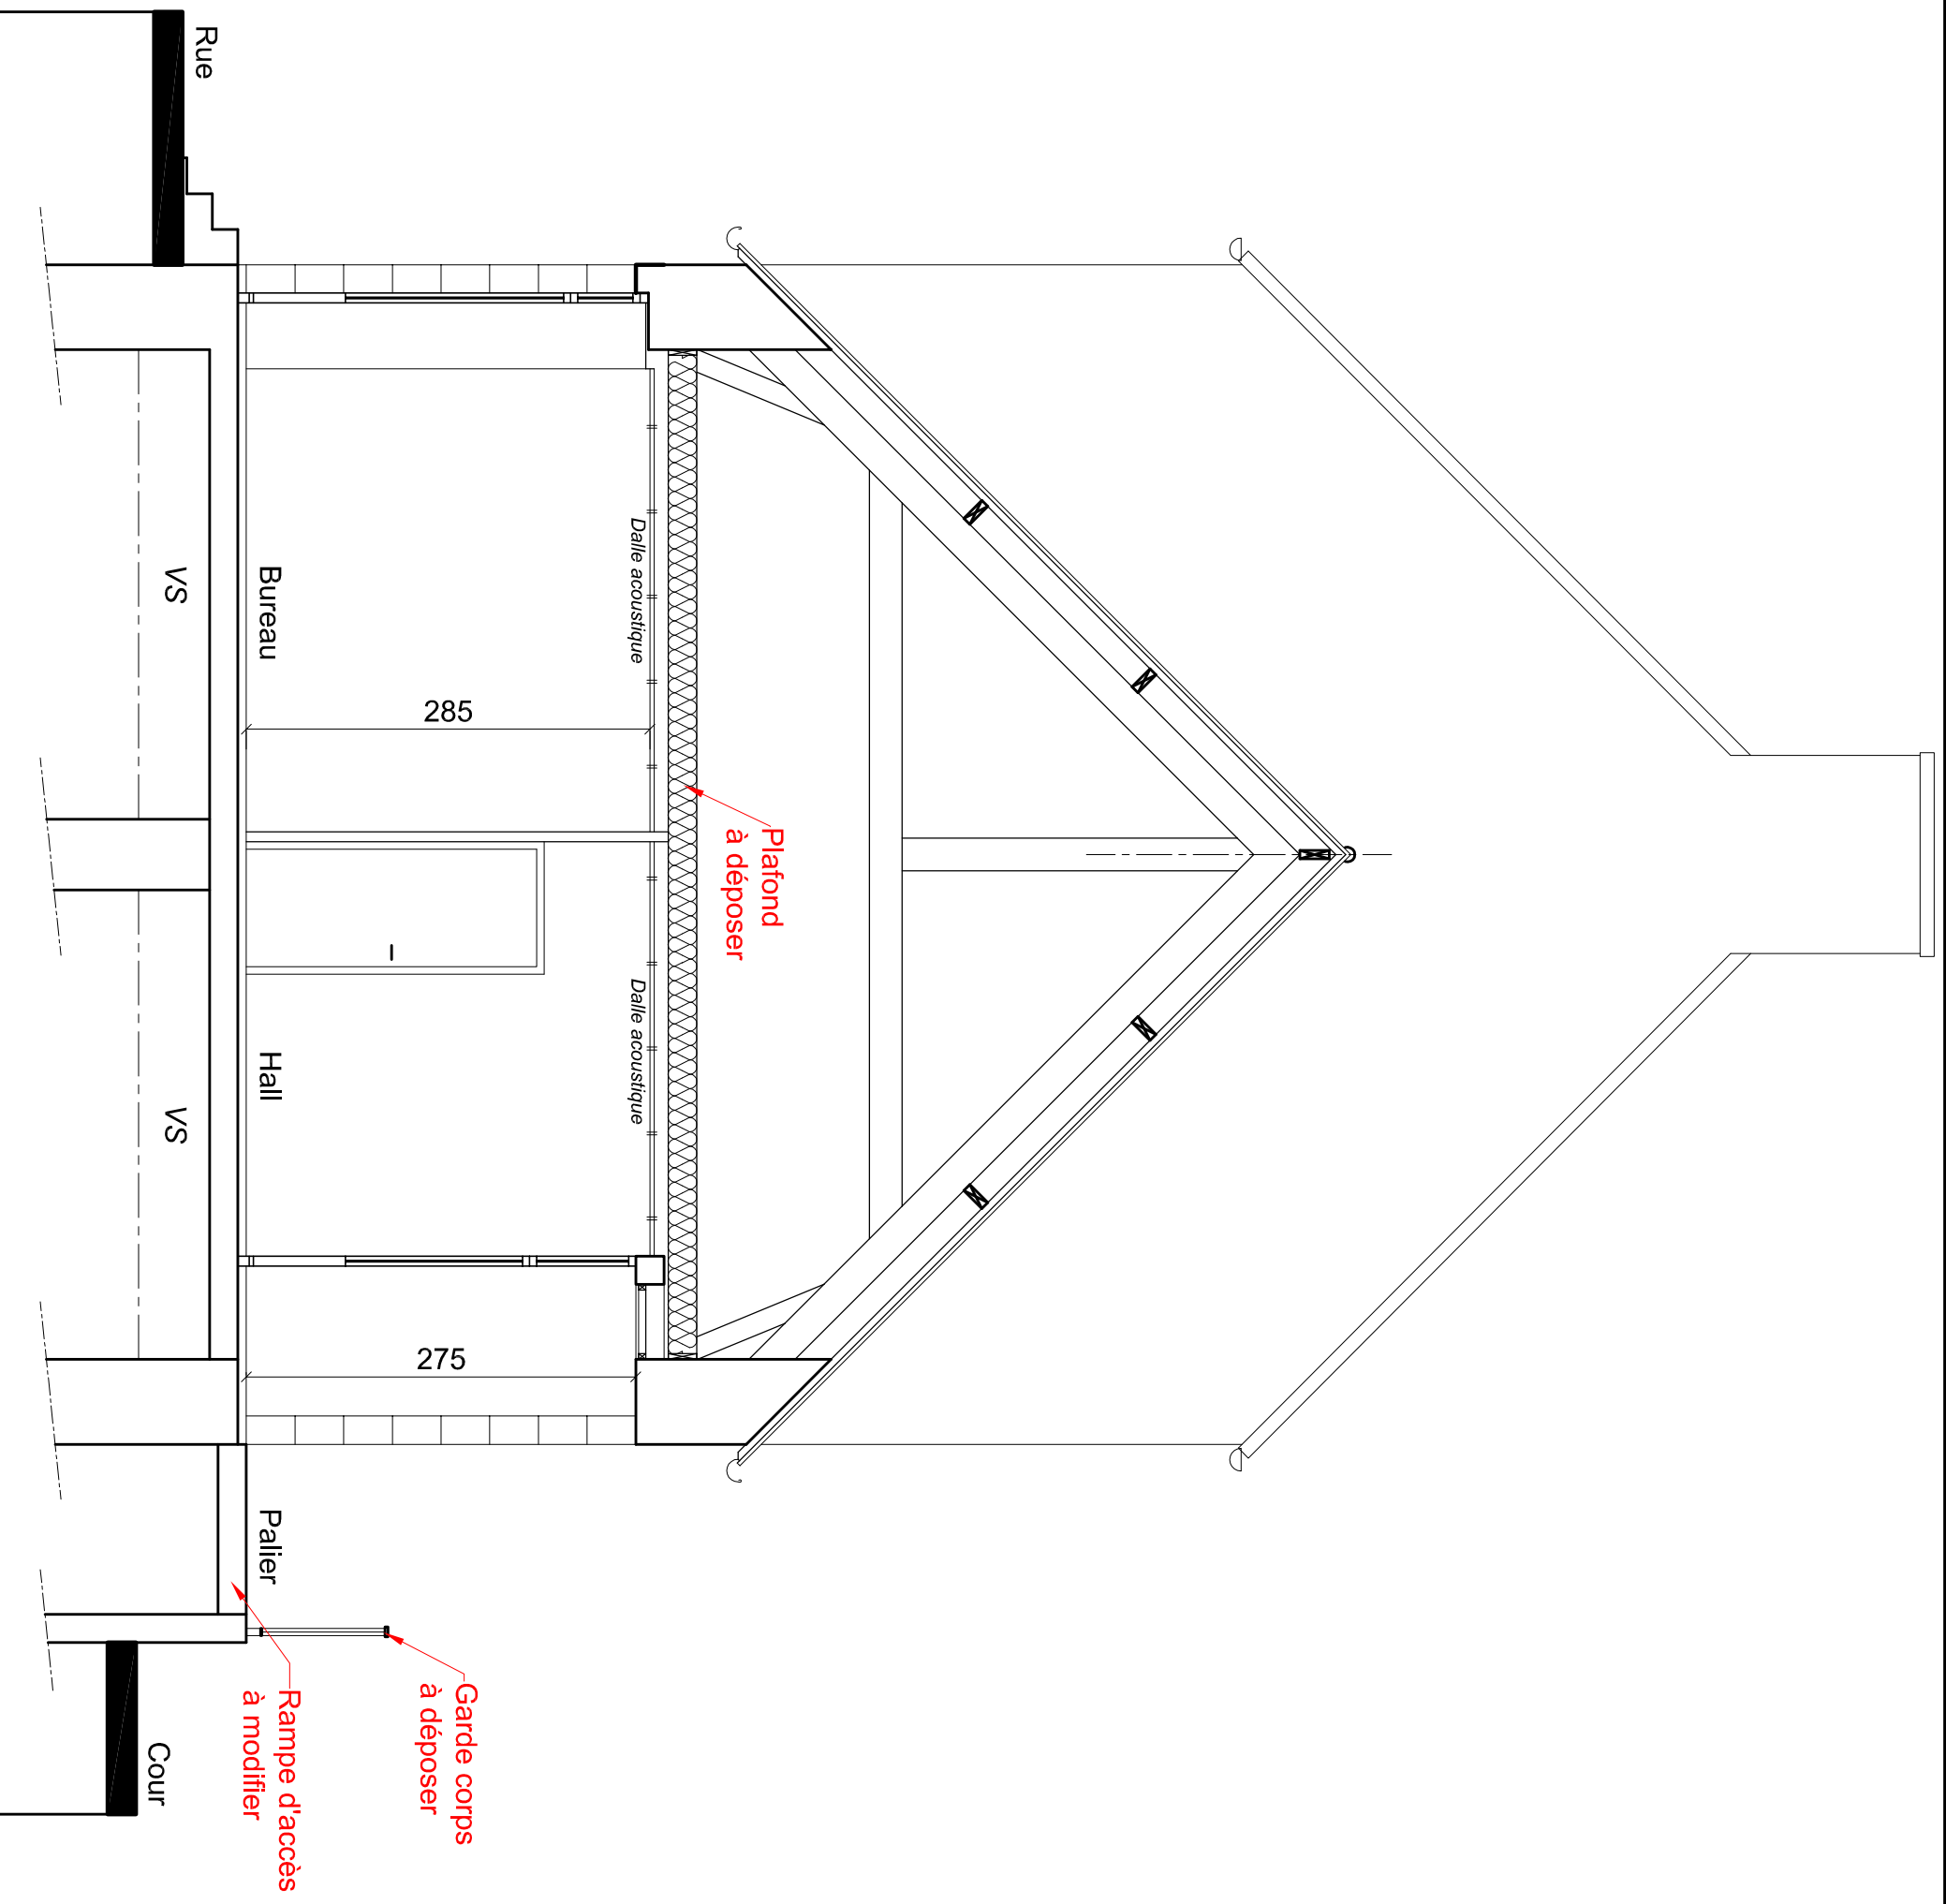 Plafond
à déposer
Dalle acoustique
Dalle acoustique
285
275
Garde corps
à déposer
Rue
Bureau
Hall
Palier
Rampe d'accès
à modifier
VS
VS
Cour